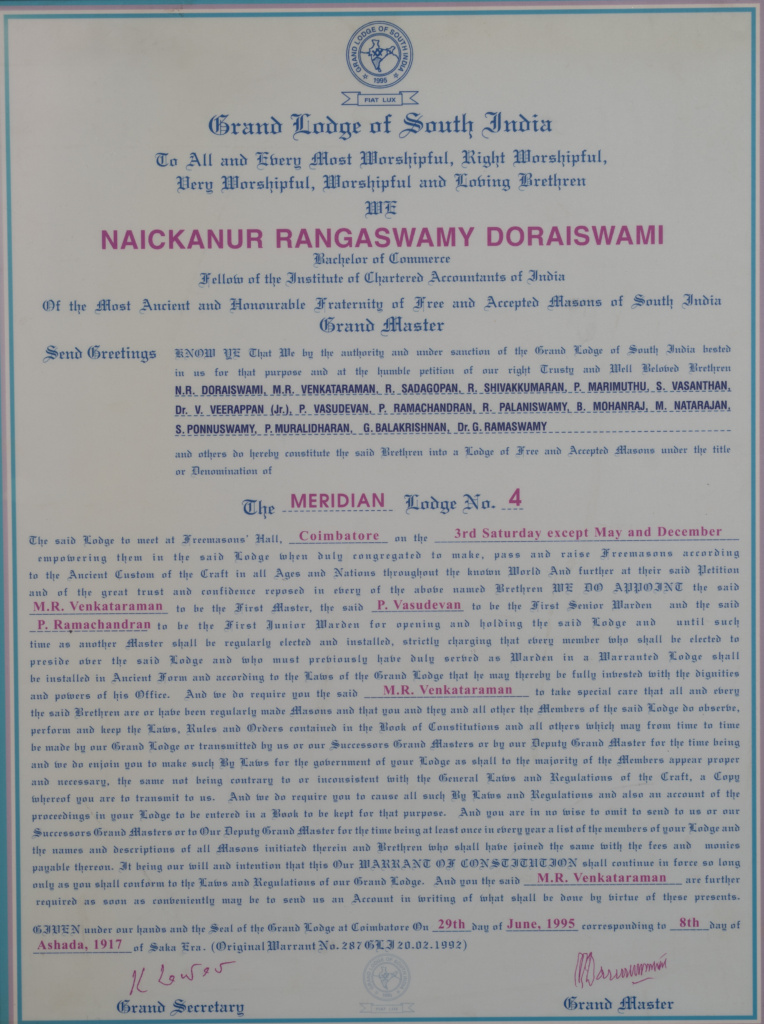 GRAND LODGE OF SOUTH INDIA
1995
FIAT LUX
Grand Lodge of South India
To All and Every Most Worshipful, Right Worshipful,
Very Worshipful, Worshipful and Loving Brethren
WE
NAICKANUR RANGASWAMY DORAISWAMI
Bachelor of Commerce
Fellow of the Institute of Chartered Accountants of India
Of the Most Ancient and Honourable Fraternity of Free and Accepted Masons of South India
Grand Master
Send Greetings KNOW YE That We by the authority and under sanction of the Grand Lodge of South India bested
in us for that purpose and at the humble petition of our right Trusty and Well Beloved Brethren
N.R. DORAISWAMI, M.R. VENKATARAMAN, R. SADAGOPAN, R. SHIVAKKUMARAN, P. MARIMUTHU, S. VASANTHAN,
Dr. V. VEERAPPAN (Jr.), P. VASUDEVAN, P. RAMACHANDRAN, R. PALANISWAMY, B. MOHANRAJ, M. NATARAJAN,
S. PONNUSWAMY, P. MURALIDHARAN, G. BALAKRISHNAN, Dr. G. RAMASWAMY
and others do hereby constitute the said Brethren into a Lodge of Free and Accepted Masons under the title
or Denomination of
The MERIDIAN Lodge No. 4
The said Lodge to meet at Freemasons' Hall, Coimbatore on the 3rd Saturday except May and December
empowering them in the said Lodge when duly congregated to make, pass and raise Freemasons according
to the Ancient Custom of the Craft in all Ages and Nations throughout the known World And further at their said Petition
and of the great trust and confidence reposed in every of the above named Brethren WE DO APPOINT the said
M.R. Venkataraman to be the First Master, the said P. Vasudevan to be the First Senior Warden and the said
P. Ramachandran to be the First Junior Warden for opening and holding the said Lodge and until such
time as another Master shall be regularly elected and installed, strictly charging that every member who shall be elected to
preside over the said Lodge and who must previously have duly served as Warden in a Warranted Lodge shall
be installed in Ancient Form and according to the Laws of the Grand Lodge that he may thereby be fully invested with the dignities
and powers of his Office. And we do require you the said M.R. Venkataraman to take special care that all and every
the said Brethren are or have been regularly made Masons and that you and they and all other the Members of the said Lodge do observe,
perform and keep the Laws, Rules and Orders contained in the Book of Constitutions and all others which may from time to time
be made by our Grand Lodge or transmitted by us or our Successors Grand Masters or by our Deputy Grand Master for the time being
and we do enjoin you to make such By Laws for the government of your Lodge as shall to the majority of the Members appear proper
and necessary, the same not being contrary to or inconsistent with the General Laws and Regulations of the Craft, a Copy
whereof you are to transmit to us. And we do require you to cause all such By Laws and Regulations and also an account of the
proceedings in your Lodge to be entered in a Book to be kept for that purpose. And you are in no wise to omit to send to us or our
Successors Grand Masters or to Our Deputy Grand Master for the time being at least once in every year a list of the members of your Lodge and
the names and descriptions of all Masons initiated therein and Brethren who shall have joined the same with the fees and monies
payable thereon. It being our will and intention that this Our WARRANT OF CONSTITUTION shall continue in force so long
only as you shall conform to the Laws and Regulations of our Grand Lodge. And you the said M.R. Venkataraman are further
required as soon as conveniently may be to send us an Account in writing of what shall be done by virtue of these presents.
GIVEN under our hands and the Seal of the Grand Lodge at Coimbatore On 29th day of June, 1995 corresponding to 8th day of
Ashada, 1917 of Saka Era. (Original Warrant No. 287 GLI 20.02.1992)
Grand Secretary
Grand Master